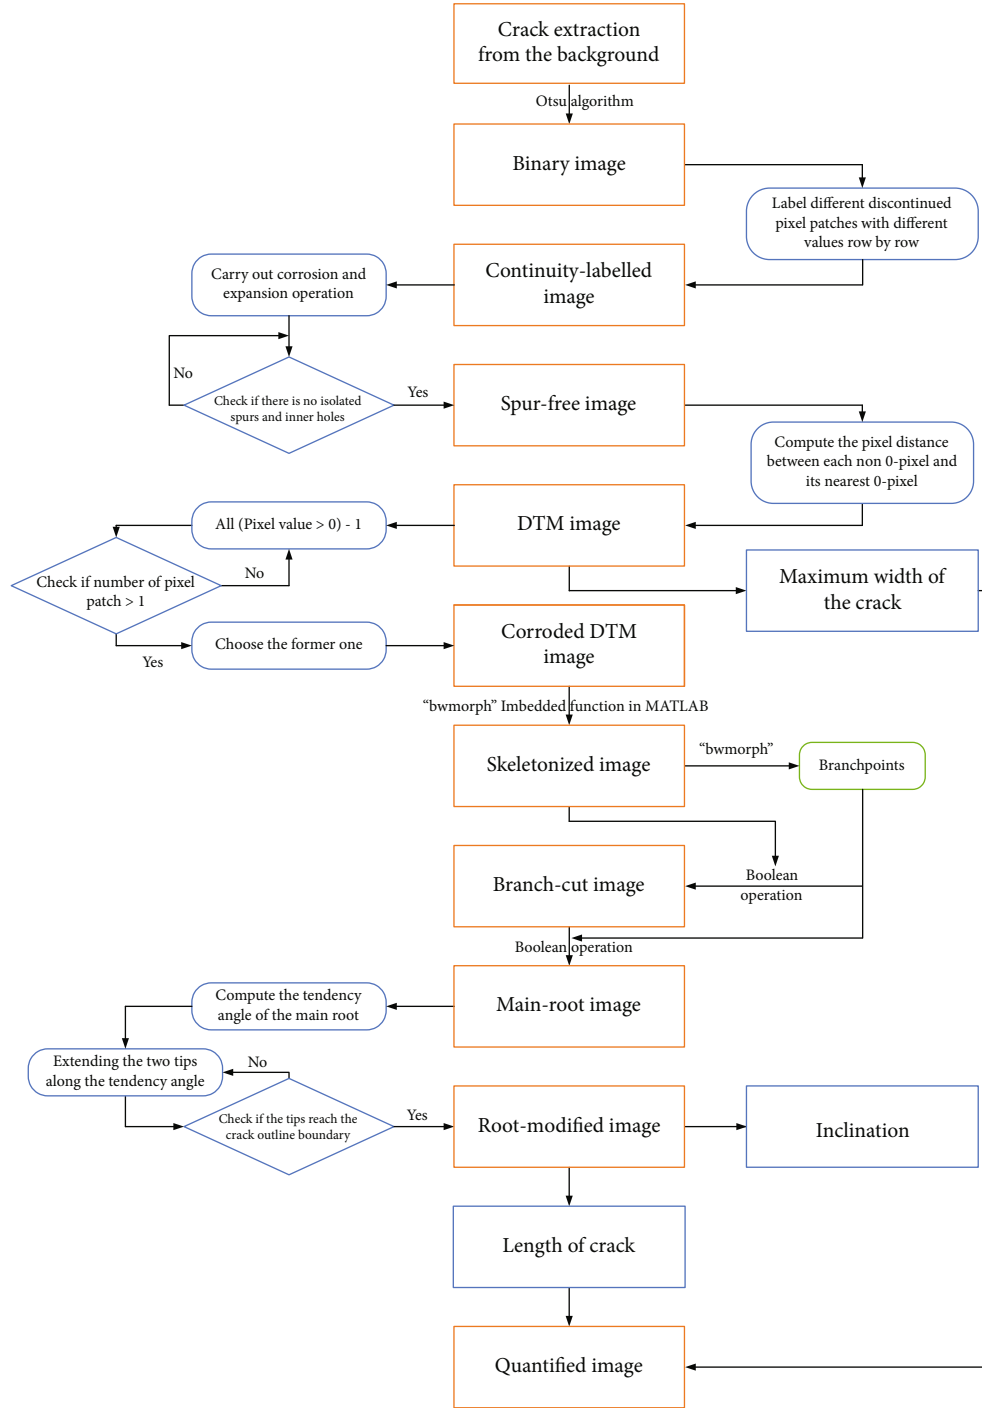 Crack extraction
from the background
Otsu algorithm
Binary image
Label different discontinued
pixel patches with different
values row by row
Continuity-labelled
image
Carry out corrosion and
expansion operation
No
Check if there is no isolated
spurs and inner holes
Yes
Spur-free image
Compute the pixel distance
between each non 0-pixel and
its nearest 0-pixel
DTM image
All (Pixel value > 0) - 1
Check if number of pixel
patch > 1
No
Maximum width of
the crack
Yes
Choose the former one
Corroded DTM
image
“bwmorph” Imbedded function in MATLAB
Skeletonized image
“bwmorph”
Branchpoints
Boolean
operation
Branch-cut image
Boolean operation
Main-root image
Compute the tendency
angle of the main root
Extending the two tips
along the tendency angle
No
Check if the tips reach the
crack outline boundary
Yes
Root-modified image
Inclination
Length of crack
Quantified image